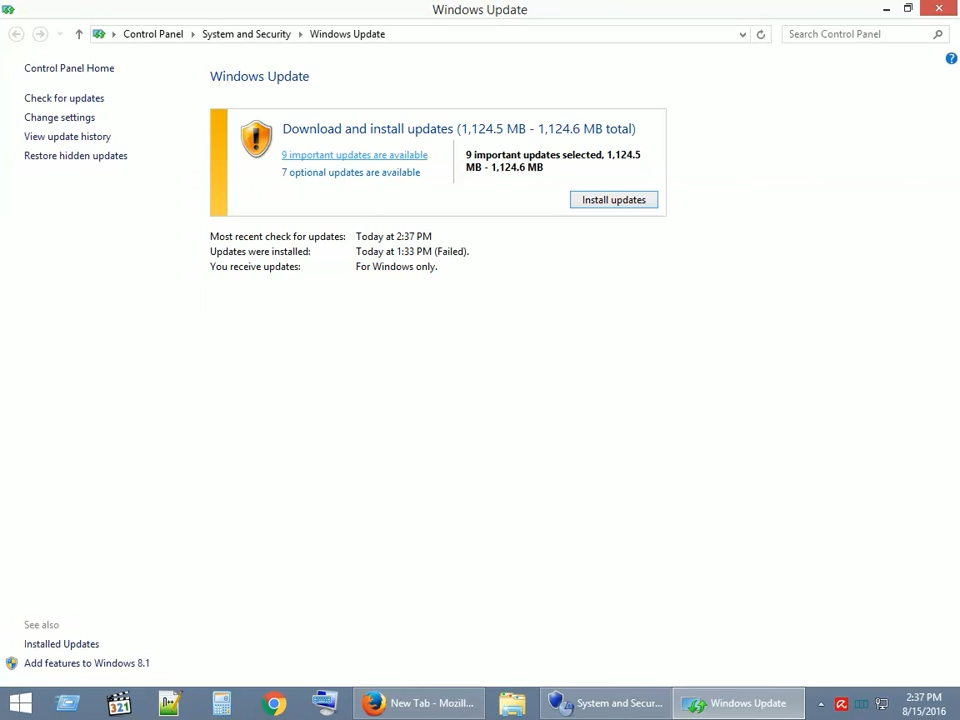 Windows Update
Control Panel System and Security Windows Update
Search Control Panel
Control Panel Home
Check for updates
Change settings
View update history
Restore hidden updates
Windows Update
Download and install updates (1,124.5 MB - 1,124.6 MB total)
9 important updates are available
7 optional updates are available
9 important updates selected, 1,124.5
MB - 1,124.6 MB
Install updates
Most recent check for updates: Today at 2:37 PM
Updates were installed: Today at 1:33 PM (Failed).
You receive updates: For Windows only.
See also
Installed Updates
Add features to Windows 8.1
321
New Tab - Mozill...
System and Secur...
Windows Update
2:37 PM
8/15/2016